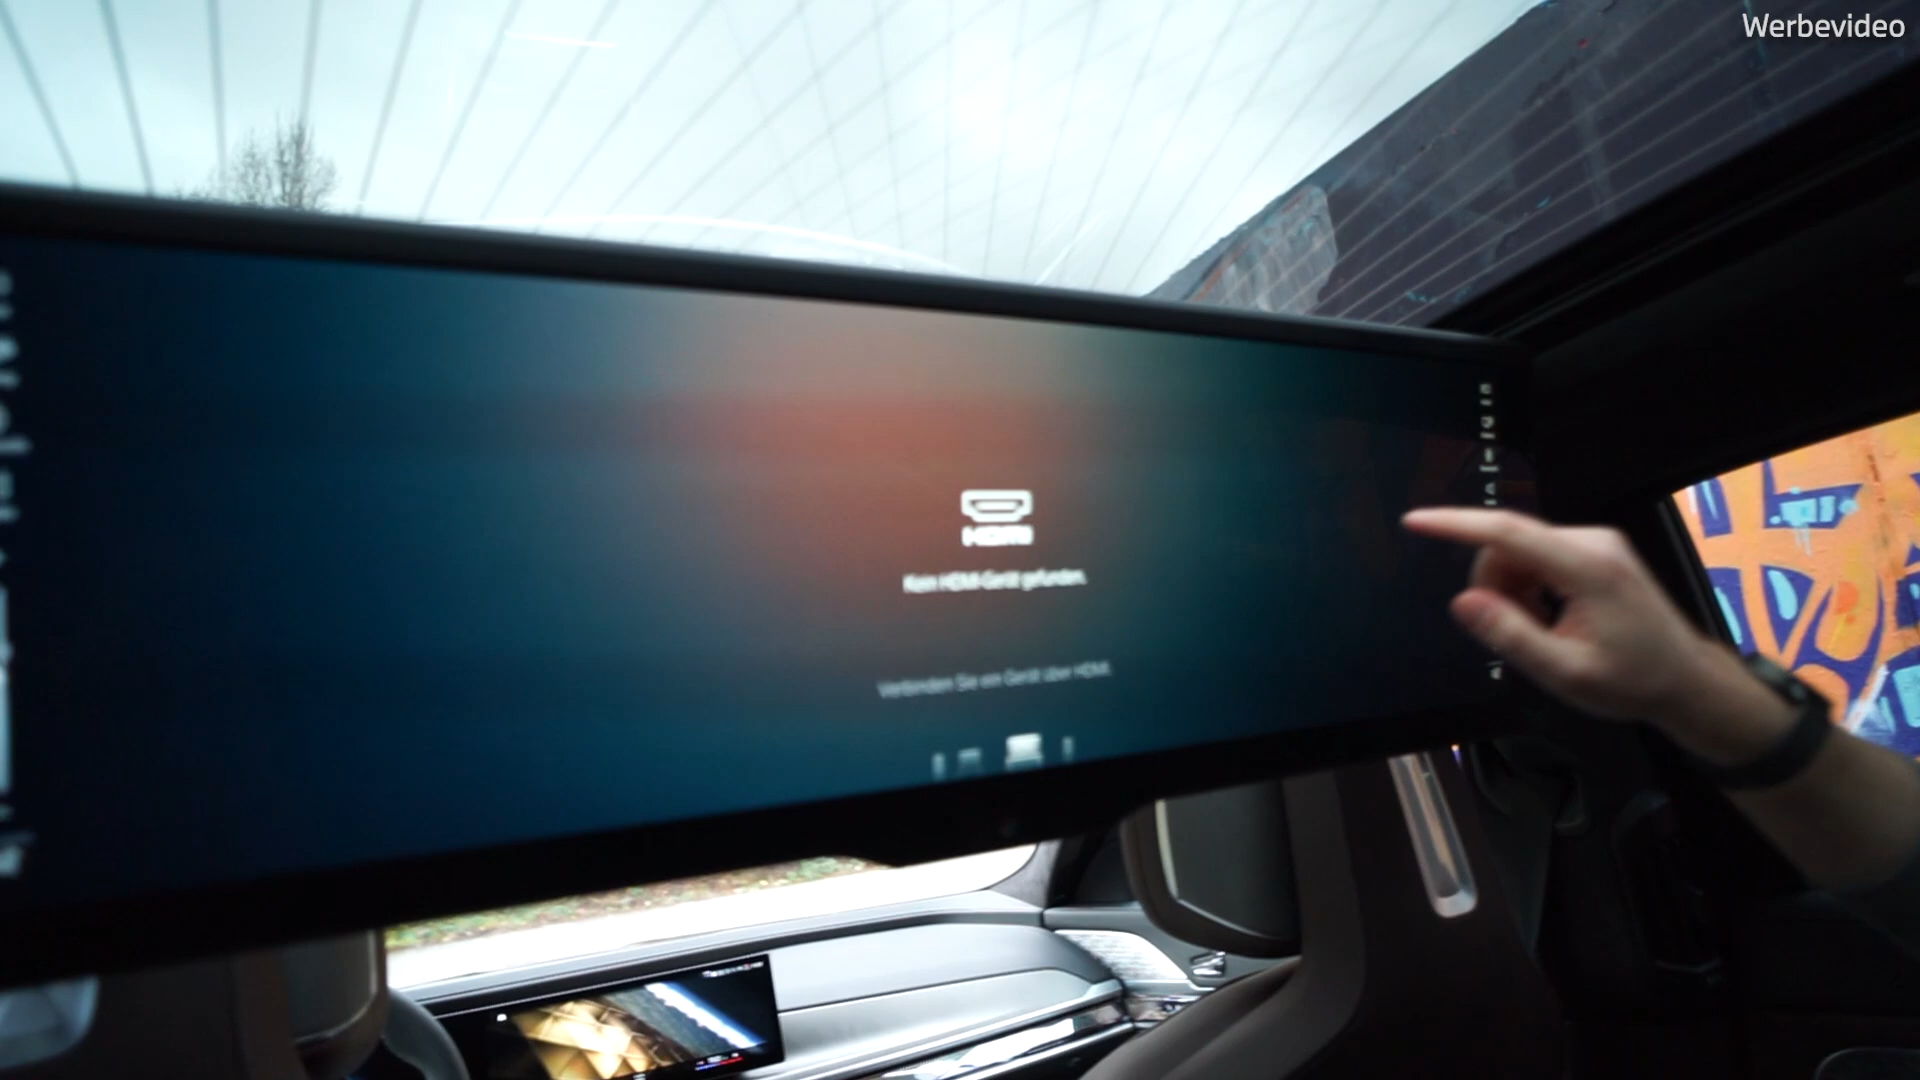 Werbevideo
HDMI
Kein HDMI-Gerät gefunden.
Verbinden Sie ein Gerät über HDMI.